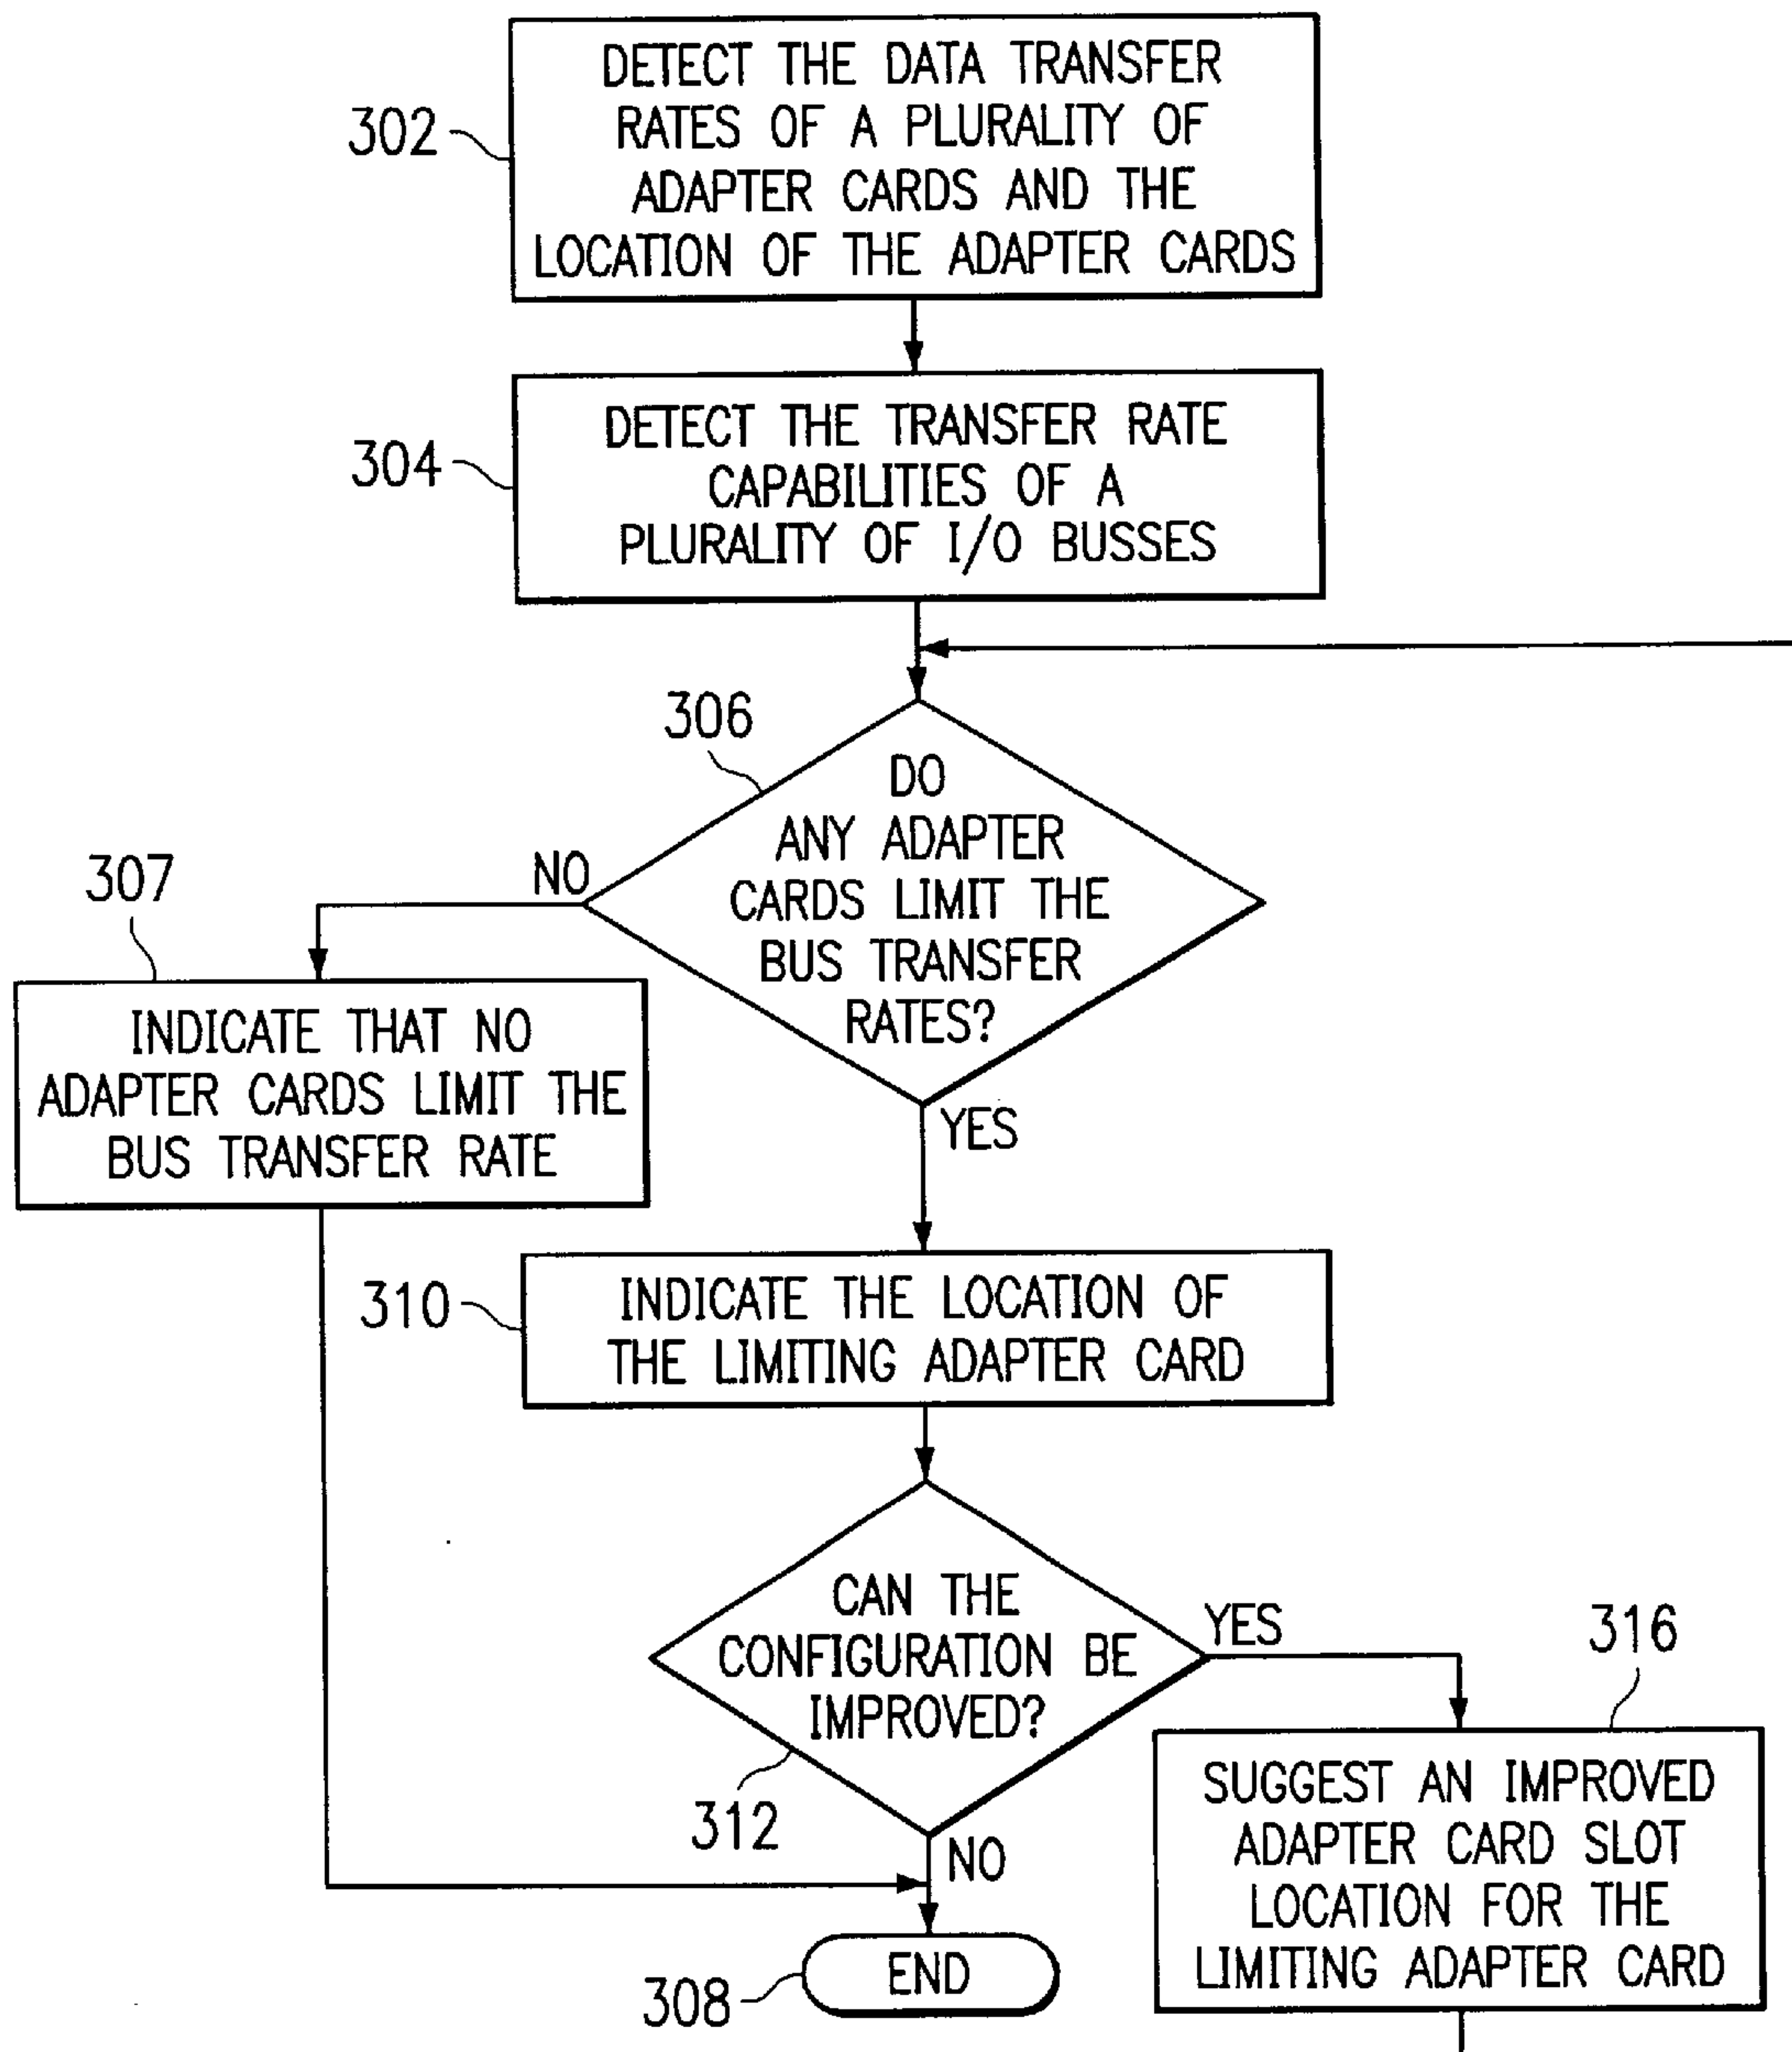 302
DETECT THE DATA TRANSFER
RATES OF A PLURALITY OF
ADAPTER CARDS AND THE
LOCATION OF THE ADAPTER CARDS
304
DETECT THE TRANSFER RATE
CAPABILITIES OF A
PLURALITY OF I/O BUSSES
306
DO
ANY ADAPTER
CARDS LIMIT THE
BUS TRANSFER
RATES?
NO
307
INDICATE THAT NO
ADAPTER CARDS LIMIT THE
BUS TRANSFER RATE
YES
310
INDICATE THE LOCATION OF
THE LIMITING ADAPTER CARD
CAN THE
CONFIGURATION BE
IMPROVED?
312
YES
316
SUGGEST AN IMPROVED
ADAPTER CARD SLOT
LOCATION FOR THE
LIMITING ADAPTER CARD
NO
308
END